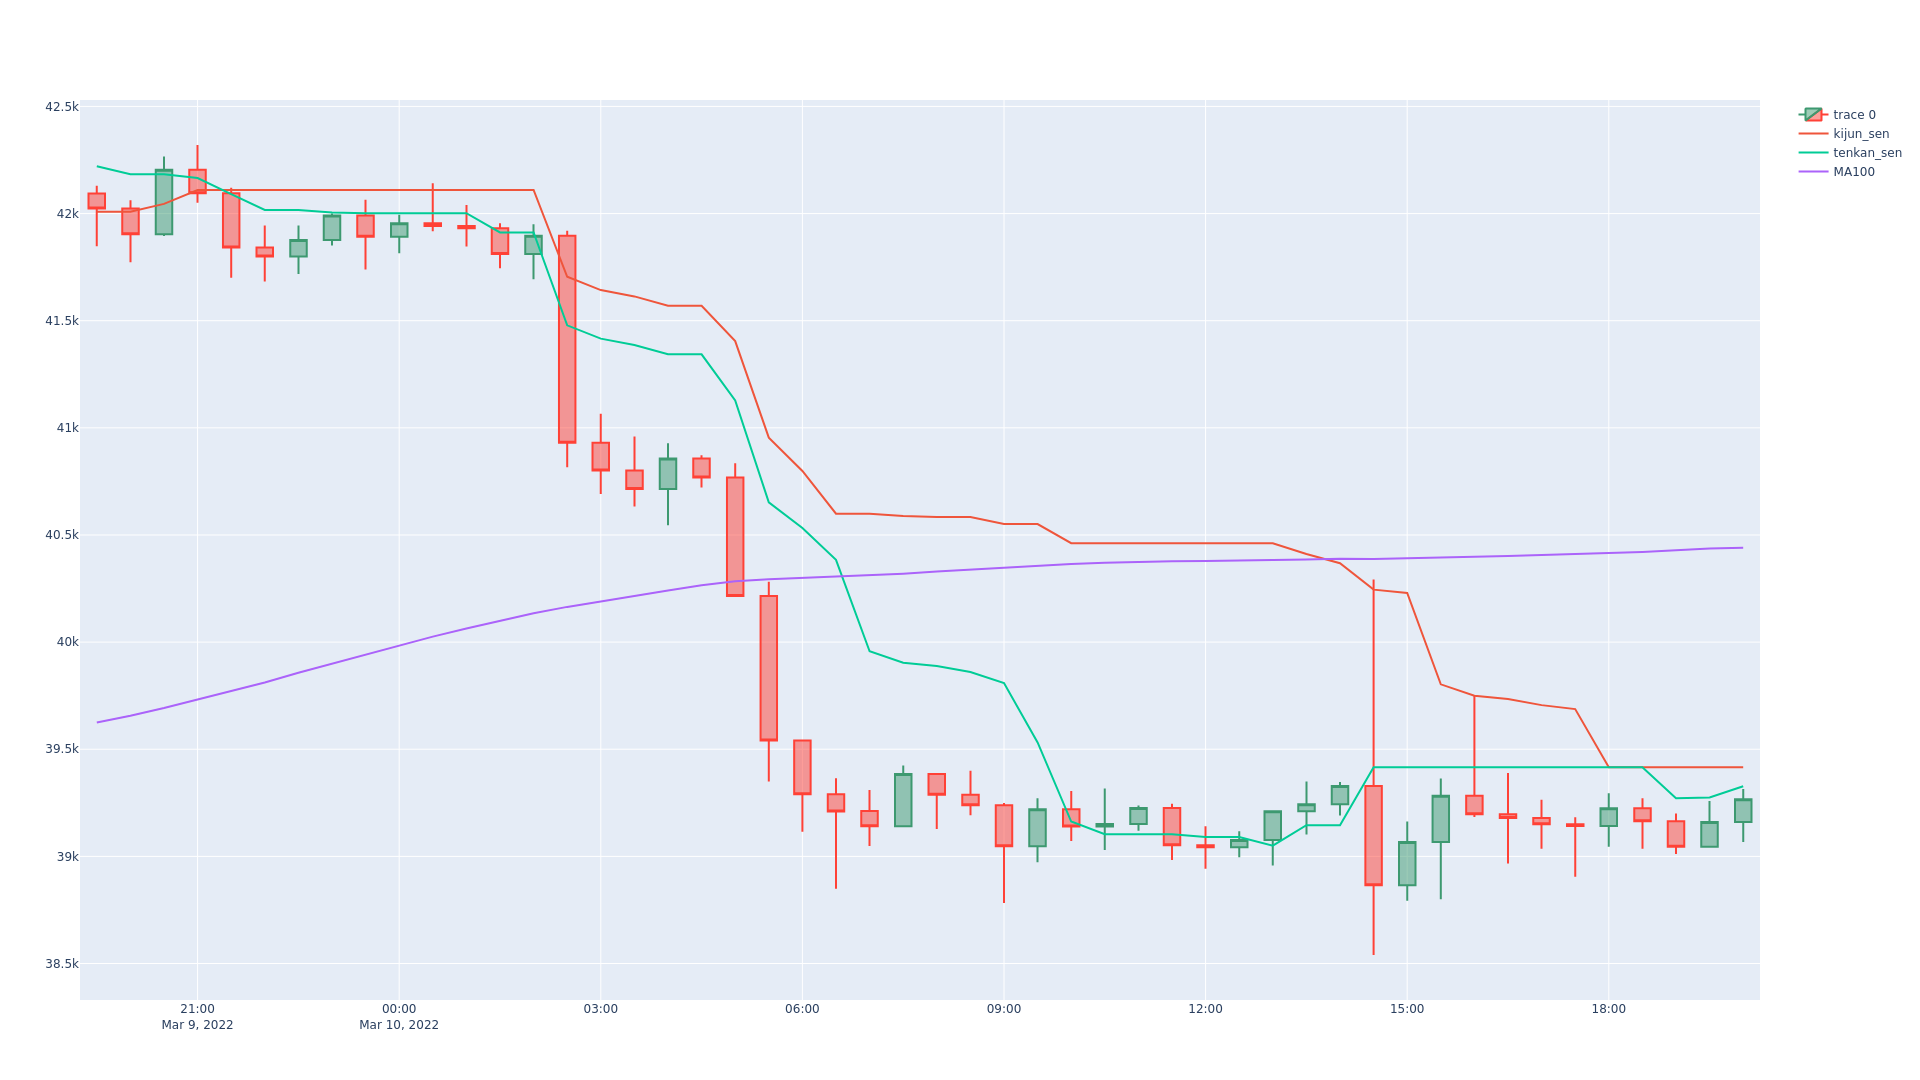 42.5k
42k
41.5k
41k
40.5k
40k
39.5k
39k
38.5k
21:00
Mar 9, 2022
00:00
Mar 10, 2022
03:00
06:00
09:00
12:00
15:00
18:00
trace 0
kijun_sen
tenkan_sen
MA100